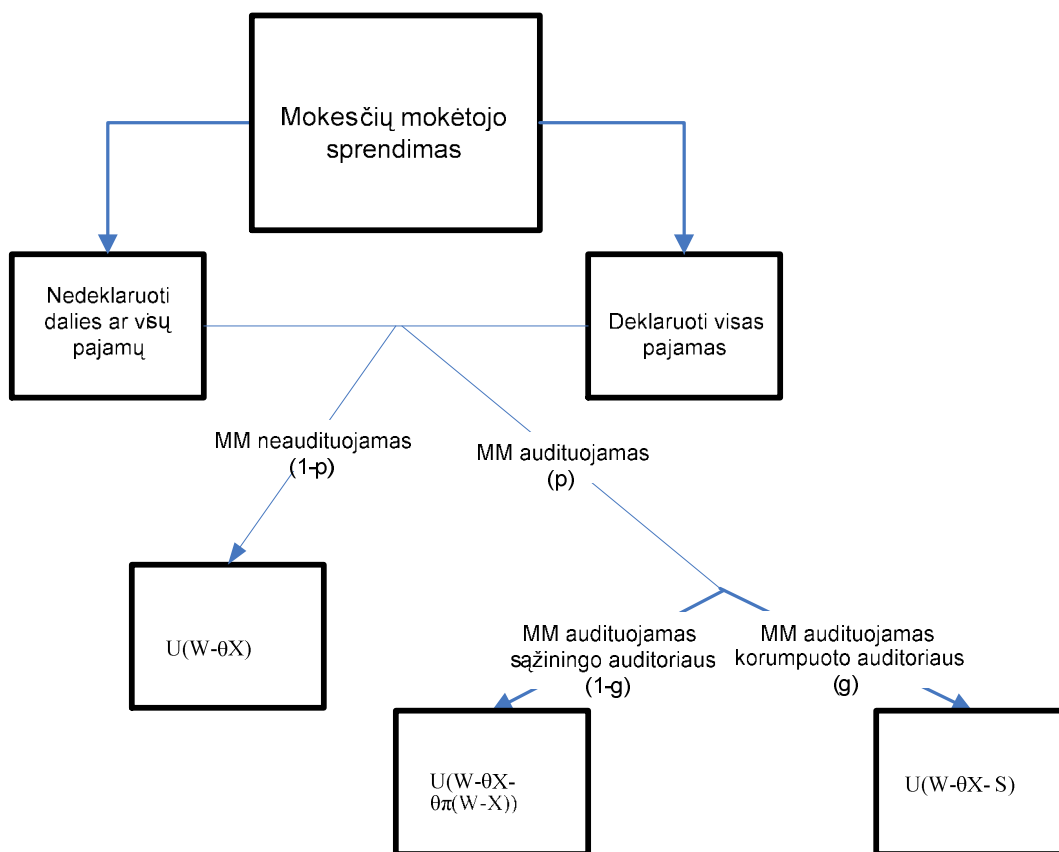 Mokesčių mokėtojo
sprendimas
Nedeklaruoti
dalies ar visų
pajamų
Deklaruoti visas
pajamas
MM neaudituojamas
(1-p)
MM audituojamas
(p)
U(W-θX)
MM audituojamas
sąžiningo auditoriaus
(1-g)
MM audituojamas
korumpuoto auditoriaus
(g)
U(W-θX-
θπ(W-X))
U(W-θX- S)